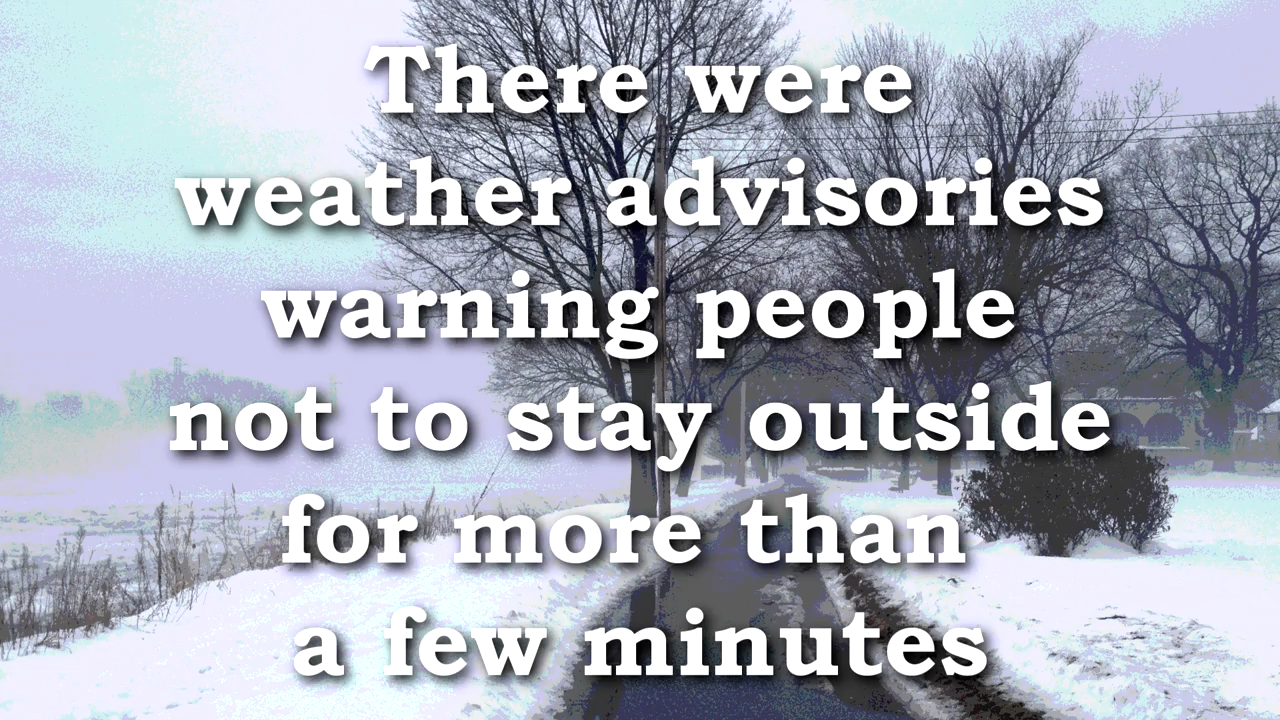 There were
weather advisories
warning people
not to stay outside
for more than
a few minutes